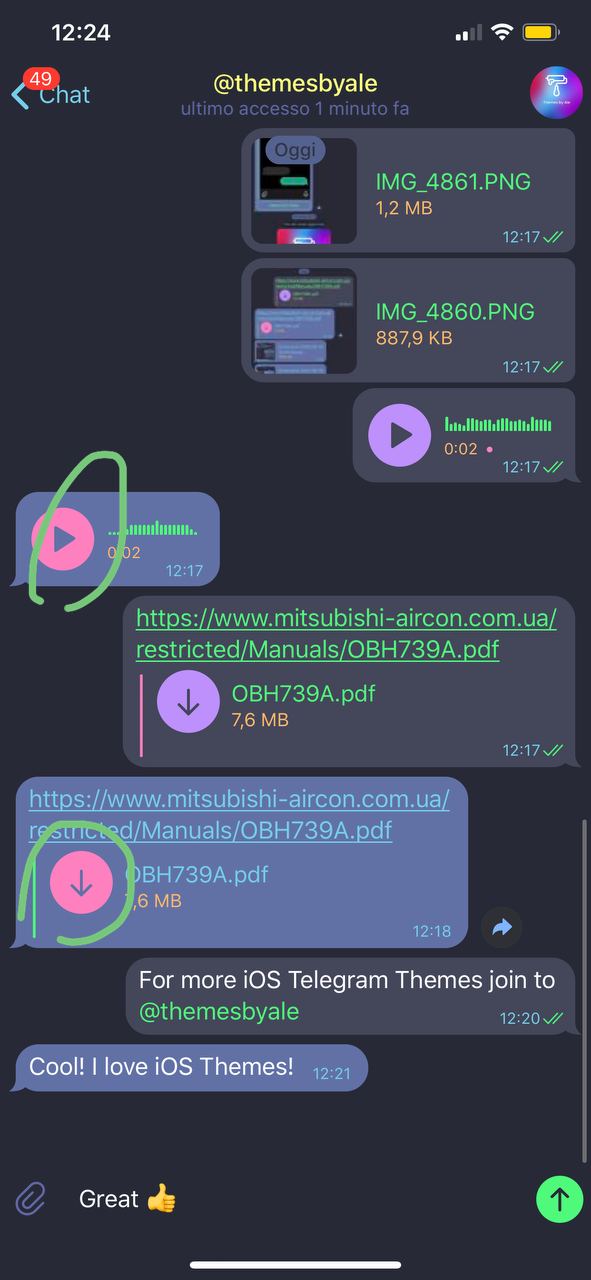 12:24
49
Chat
@themesbyale
ultimo accesso 1 minuto fa
Oggi
IMG_4861.PNG
1,2 MB
12:17
IMG_4860.PNG
887,9 KB
12:17
0:02
12:17
0:02
12:17
https://www.mitsubishi-aircon.com.ua/
restricted/Manuals/OBH739A.pdf
OBH739A.pdf
7,6 MB
12:17
https://www.mitsubishi-aircon.com.ua/
restricted/Manuals/OBH739A.pdf
OBH739A.pdf
7,6 MB
12:18
For more iOS Telegram Themes join to
@themesbyale
12:20
Cool! I love iOS Themes!
12:21
Great 👍